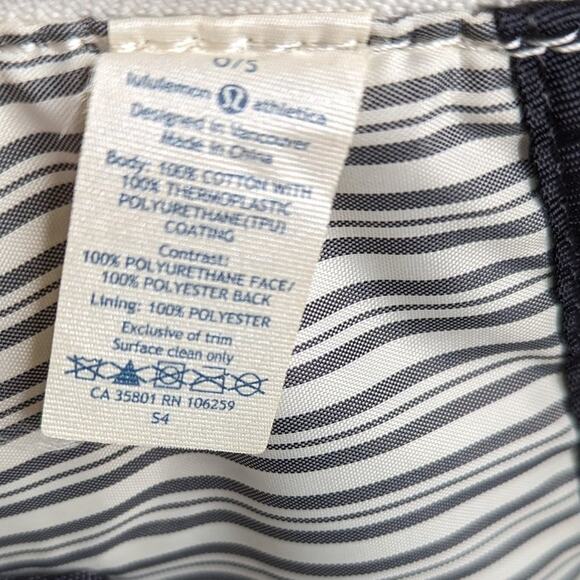 O/S
lululemon athletica
Designed in Vancouver
Made in China
Body: 100% COTTON WITH
100% THERMOPLASTIC
POLYURETHANE(TPU)
COATING
Contrast:
100% POLYURETHANE FACE/
100% POLYESTER BACK
Lining: 100% POLYESTER
Exclusive of trim
Surface clean only
CA 35801 RN 106259
S4